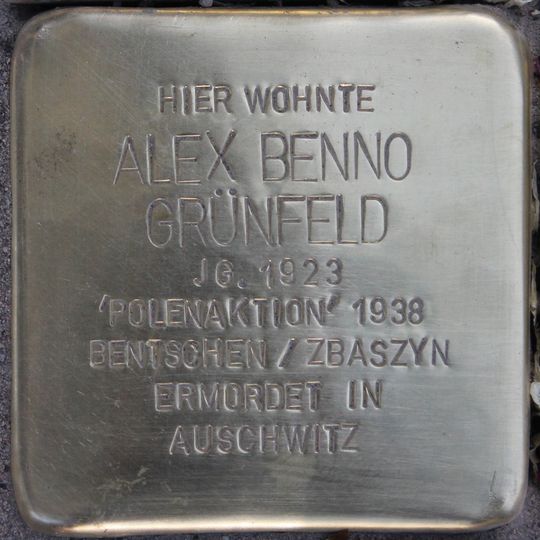 HIER WOHNTE
ALEX BENNO
GRÜNFELD
JG. 1923
'POLENAKTION' 1938
BENTSCHEN / ZBASZYN
ERMORDET IN
AUSCHWITZ